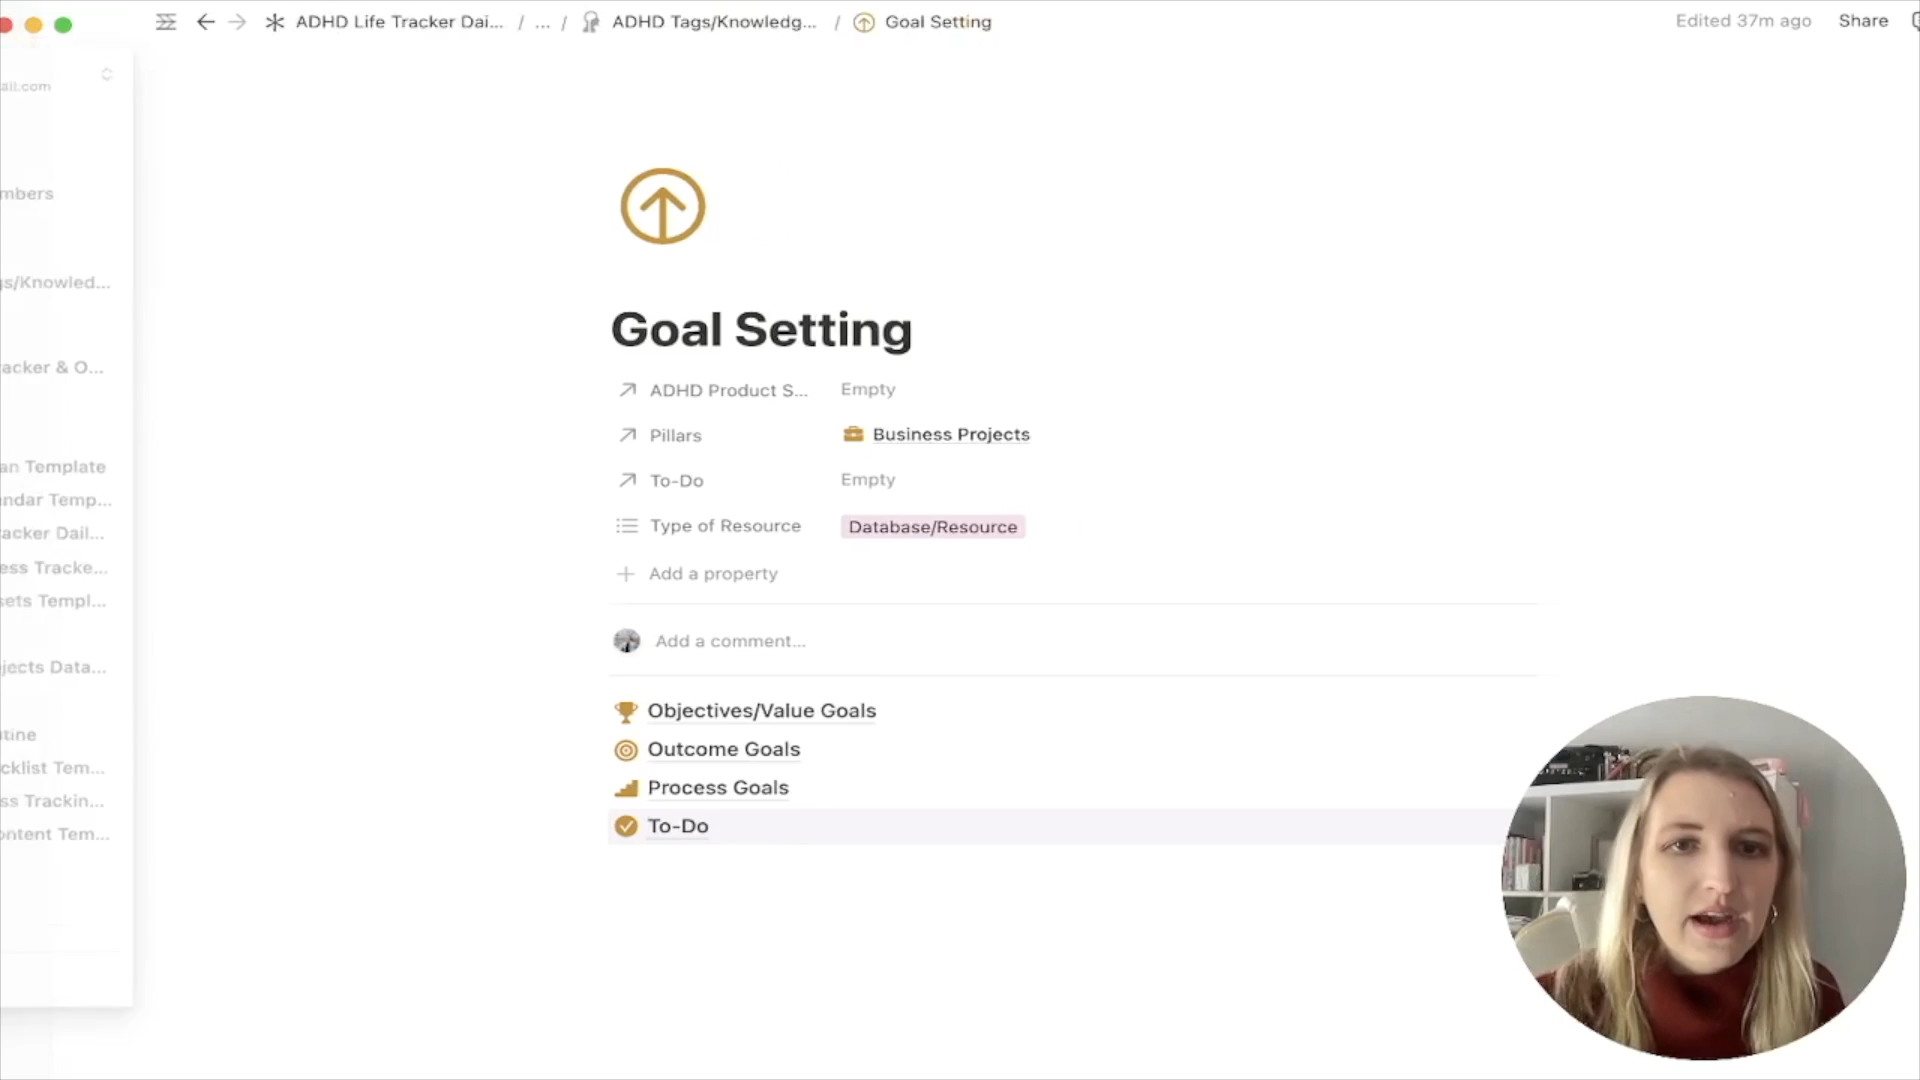 ADHD Life Tracker Dai... / ... / ADHD Tags/Knowledg... / Goal Setting
Edited 37m ago Share
ail.com
mbers
gs/Knowled...
acker & O...
an Template
endar Temp...
acker Dail...
ess Tracke...
sets Templ...
jects Data...
utine
cklist Tem...
ss Trackin...
ontent Tem...
Goal Setting
ADHD Product S... Empty
Pillars Business Projects
To-Do Empty
Type of Resource Database/Resource
Add a property
Add a comment...
Objectives/Value Goals
Outcome Goals
Process Goals
To-Do